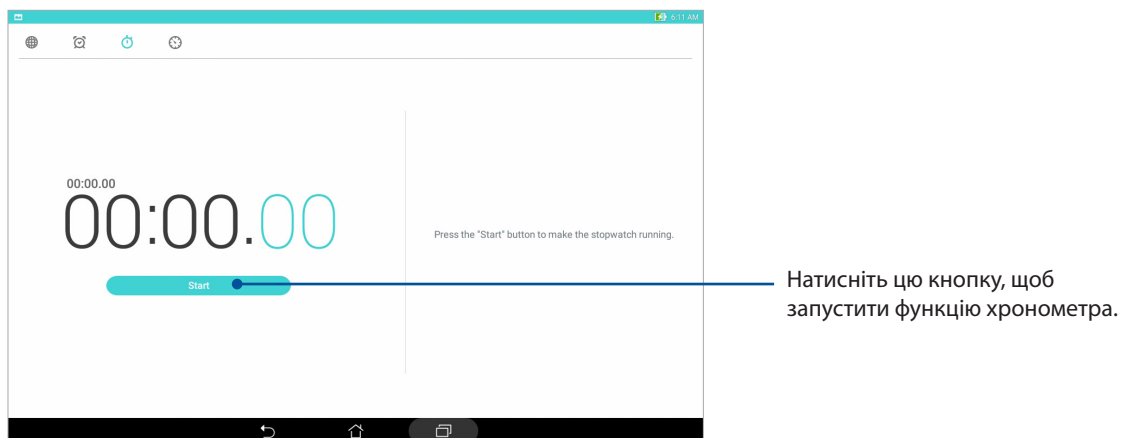 6:11 AM
00:00.00
00:00.00
Press the "Start" button to make the stopwatch running.
Start
Натисніть цю кнопку, щоб
запустити функцію хронометра.